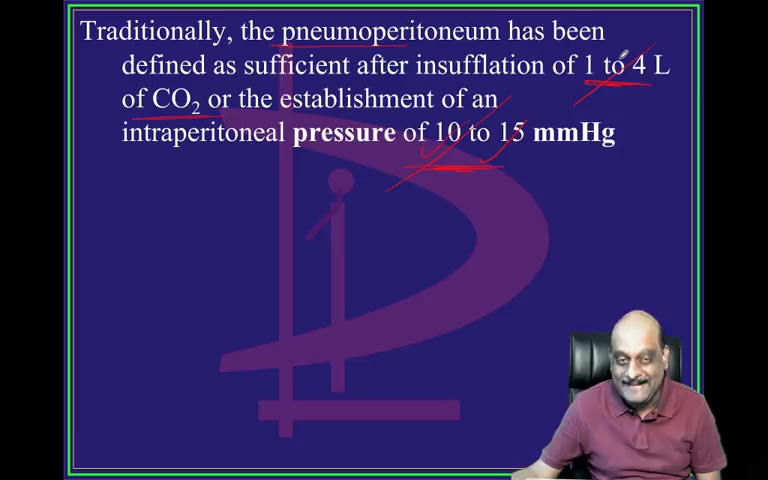 Traditionally, the pneumoperitoneum has been
defined as sufficient after insufflation of 1 to 4 L
of CO₂ or the establishment of an
intraperitoneal pressure of 10 to 15 mmHg